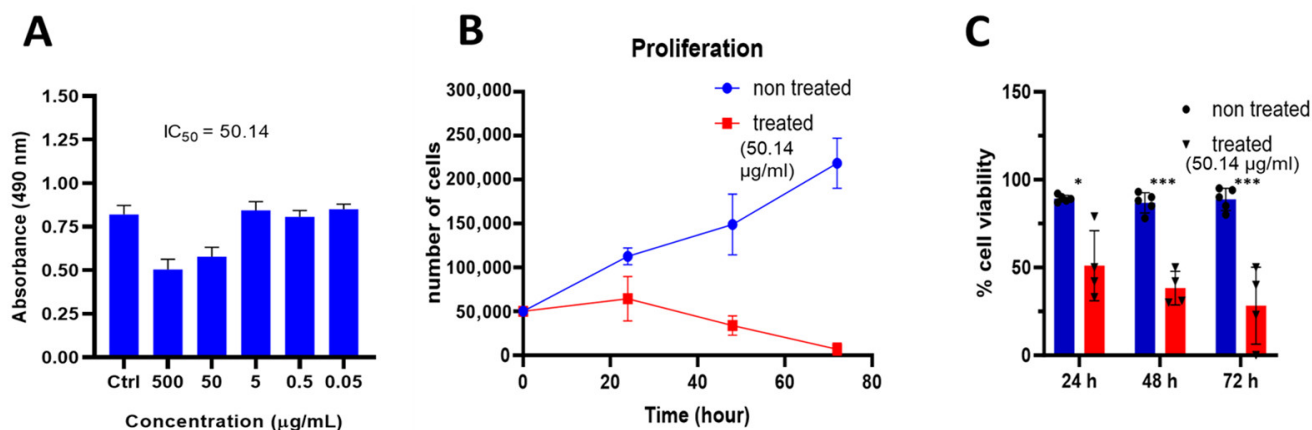 A
1.50
1.25
1.00
0.75
0.50
0.25
0.00
Absorbance (490 nm)
IC50 = 50.14
Ctrl 500 50 5 0.5 0.05
Concentration (µg/mL)
B
Proliferation
300,000
250,000
200,000
150,000
100,000
50,000
0
number of cells
non treated
treated
(50.14
µg/ml)
0 20 40 60 80
Time (hour)
C
150
100
50
0
% cell viability
non treated
treated
(50.14 µg/ml)
* *** ***
24 h 48 h 72 h